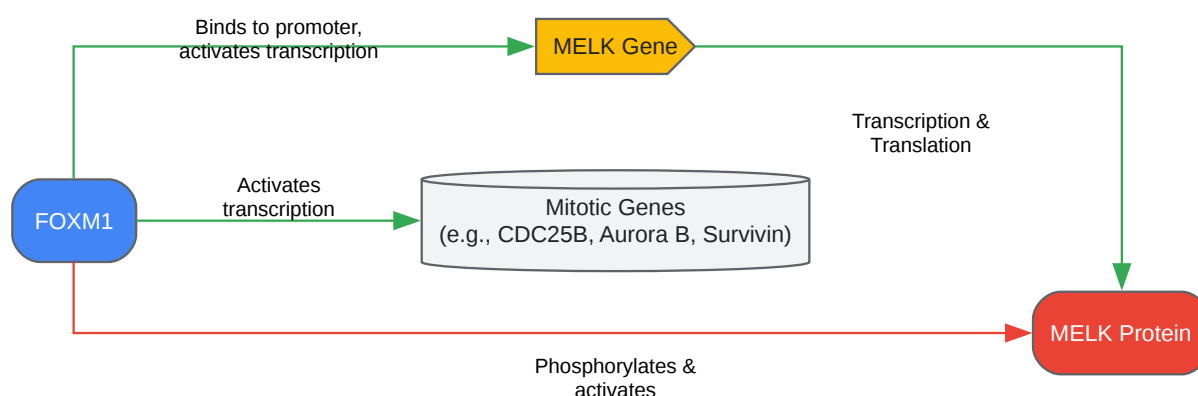 Binds to promoter,
activates transcription
MELK Gene
Transcription &
Translation
Activates
transcription
FOXM1
Mitotic Genes
(e.g., CDC25B, Aurora B, Survivin)
MELK Protein
Phosphorylates &
activates